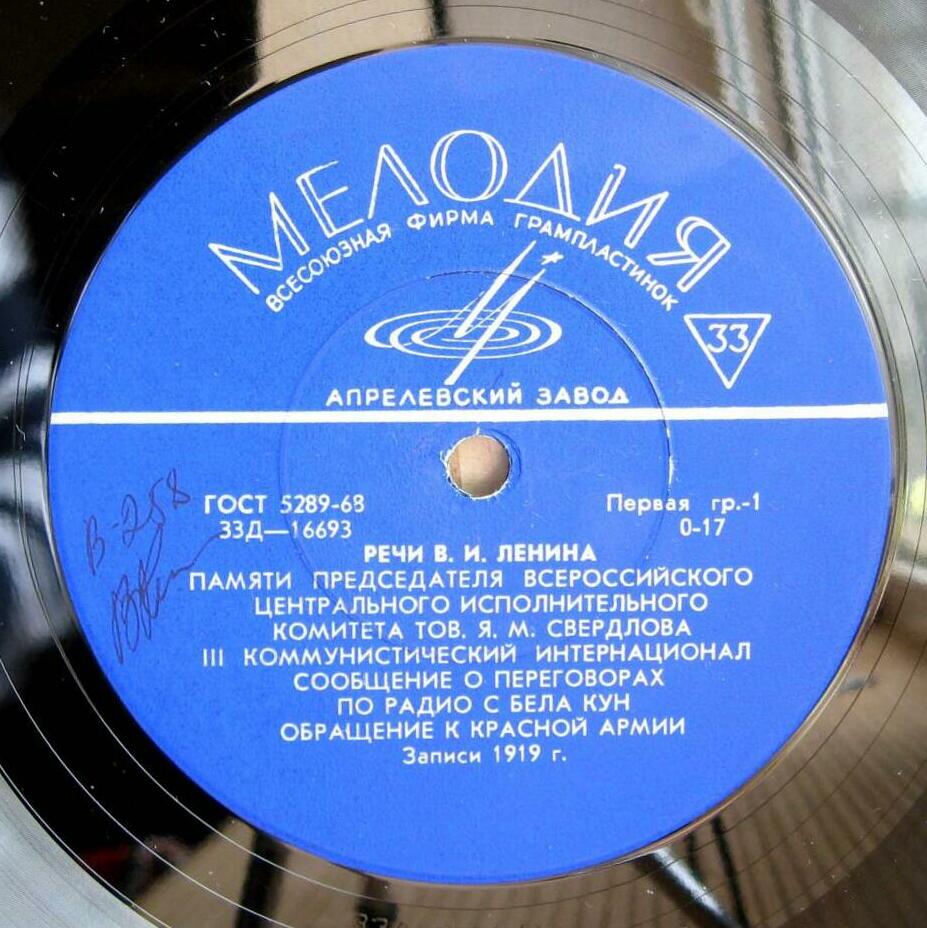 МЕЛОДИЯ
ВСЕСОЮЗНАЯ ФИРМА ГРАМПЛАСТИНОК
33
АПРЕЛЕВСКИЙ ЗАВОД
ГОСТ 5289-68
Первая гр.-1
33Д—16693
0-17
В-258
РЕЧИ В. И. ЛЕНИНА
ПАМЯТИ ПРЕДСЕДАТЕЛЯ ВСЕРОССИЙСКОГО
ЦЕНТРАЛЬНОГО ИСПОЛНИТЕЛЬНОГО
КОМИТЕТА ТОВ. Я. М. СВЕРДЛОВА
III КОММУНИСТИЧЕСКИЙ ИНТЕРНАЦИОНАЛ
СООБЩЕНИЕ О ПЕРЕГОВОРАХ
ПО РАДИО С БЕЛА КУН
ОБРАЩЕНИЕ К КРАСНОЙ АРМИИ
Записи 1919 г.